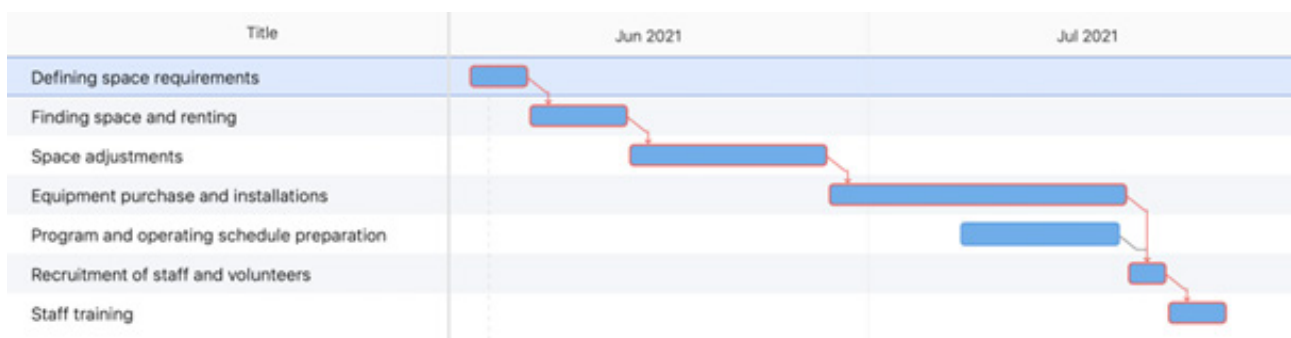 Title
Jun 2021
Jul 2021
Defining space requirements
Finding space and renting
Space adjustments
Equipment purchase and installations
Program and operating schedule preparation
Recruitment of staff and volunteers
Staff training